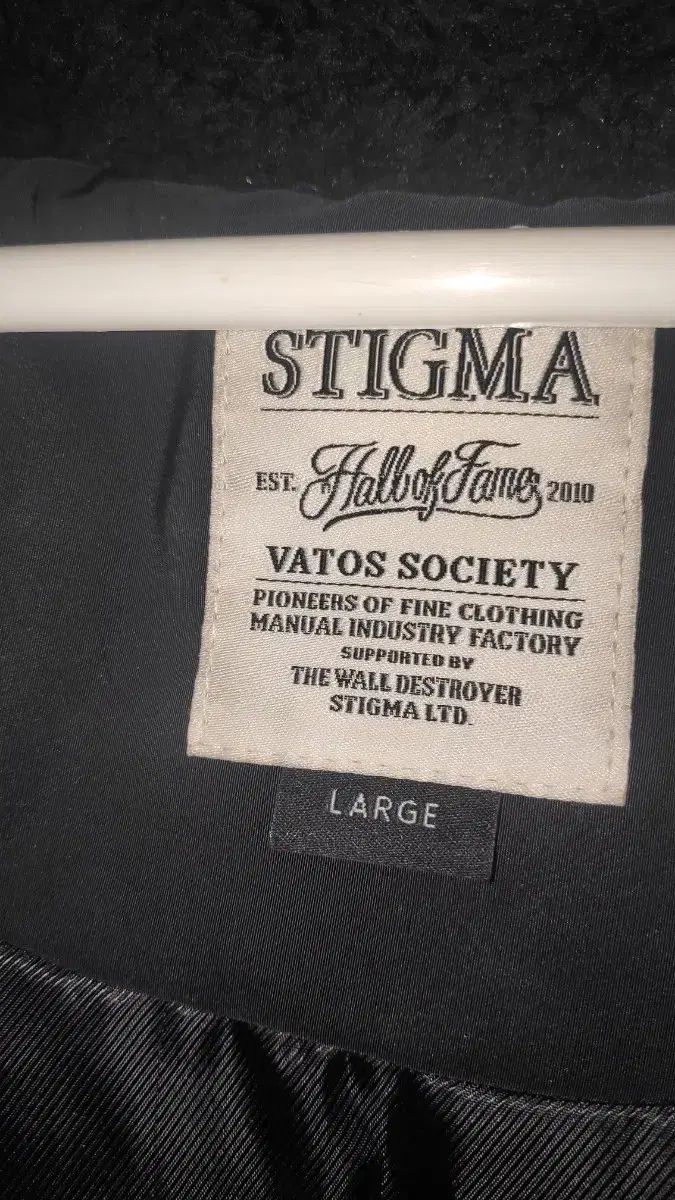 STIGMA
EST. Hall of Fame 2010
VATOS SOCIETY
PIONEERS OF FINE CLOTHING
MANUAL INDUSTRY FACTORY
SUPPORTED BY
THE WALL DESTROYER
STIGMA LTD.
LARGE